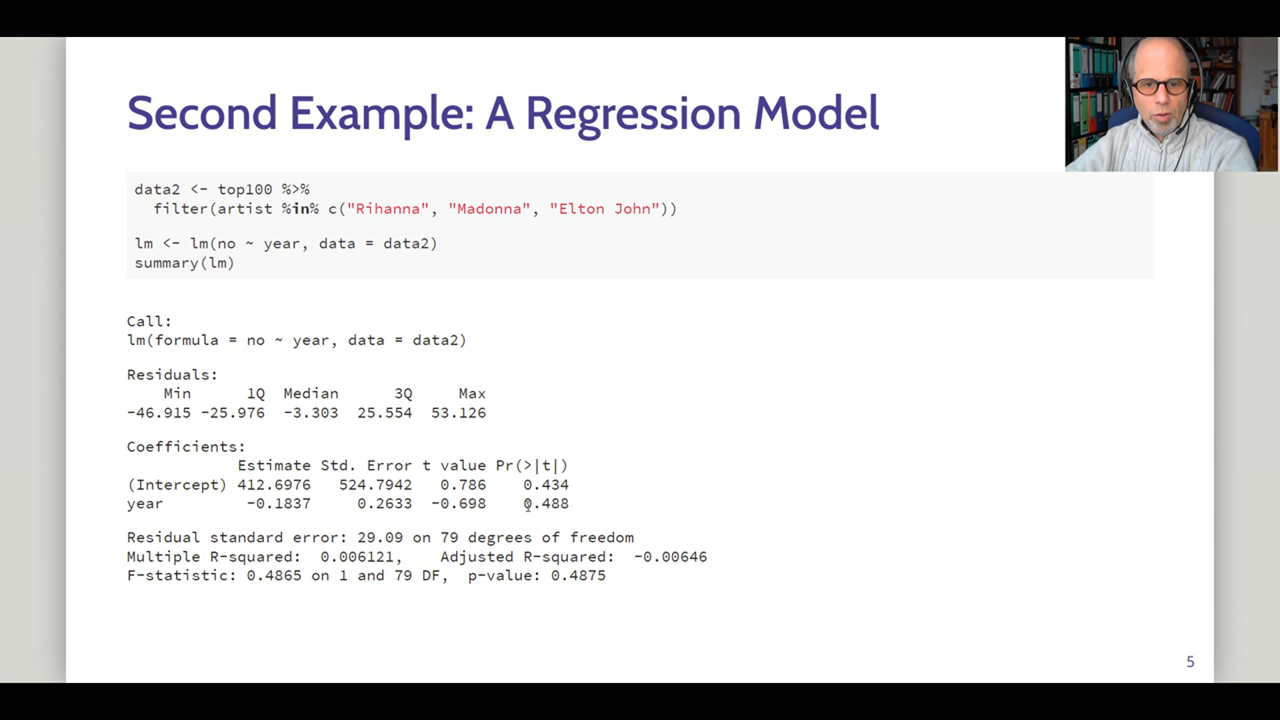 Second Example: A Regression Model
data2 <- top100 %>%
filter(artist %in% c("Rihanna", "Madonna", "Elton John"))
lm <- lm(no ~ year, data = data2)
summary(lm)
Call:
lm(formula = no ~ year, data = data2)
Residuals:
Min 1Q Median 3Q Max
-46.915 -25.976 -3.303 25.554 53.126
Coefficients:
Estimate Std. Error t value Pr(>|t|)
(Intercept) 412.6976 524.7942 0.786 0.434
year -0.1837 0.2633 -0.698 0.488
Residual standard error: 29.09 on 79 degrees of freedom
Multiple R-squared: 0.006121, Adjusted R-squared: -0.00646
F-statistic: 0.4865 on 1 and 79 DF, p-value: 0.4875
5